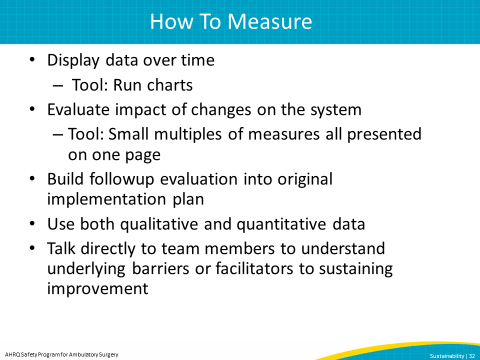 How To Measure
• Display data over time
– Tool: Run charts
• Evaluate impact of changes on the system
– Tool: Small multiples of measures all presented
on one page
• Build followup evaluation into original
implementation plan
• Use both qualitative and quantitative data
• Talk directly to team members to understand
underlying barriers or facilitators to sustaining
improvement
AHRQ Safety Program for Ambulatory Surgery
Sustainability | 32